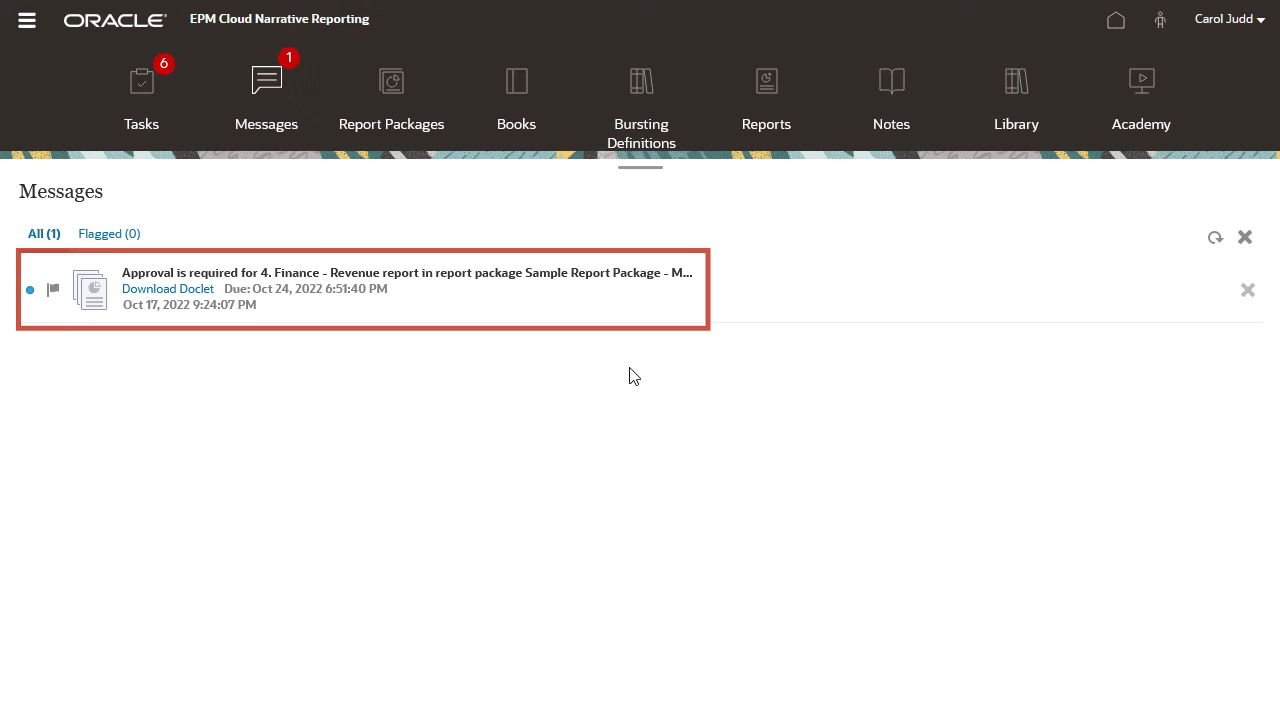 ORACLE
EPM Cloud Narrative Reporting
Carol Judd
6
1
Tasks
Messages
Report Packages
Books
Bursting
Definitions
Reports
Notes
Library
Academy
Messages
All (1)
Flagged (0)
Approval is required for 4. Finance - Revenue report in report package Sample Report Package - M...
Download Doclet Due: Oct 24, 2022 6:51:40 PM
Oct 17, 2022 9:24:07 PM